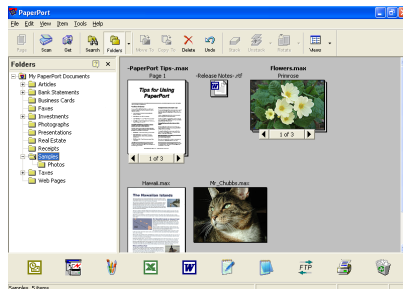 PaperPort
File Edit View Item Tools Help
Page Scan Get Search Folders Move To Copy To Delete Undo Stack Unstack Rotate Views
Folders
My PaperPort Documents
Articles
Bank Statements
Business Cards
Faxes
Investments
Photographs
Presentations
Real Estate
Receipts
Samples
Photos
Taxes
Web Pages
-PaperPort Tips-.max
Page 1
Tips for Using
PaperPort
1 of 3
-Release Notes-.rtf
Flowers.max
Primrose
1 of 3
Hawaii.max
The Hawaiian Islands
Mr_Chubbs.max
FTP
Samples 5 items